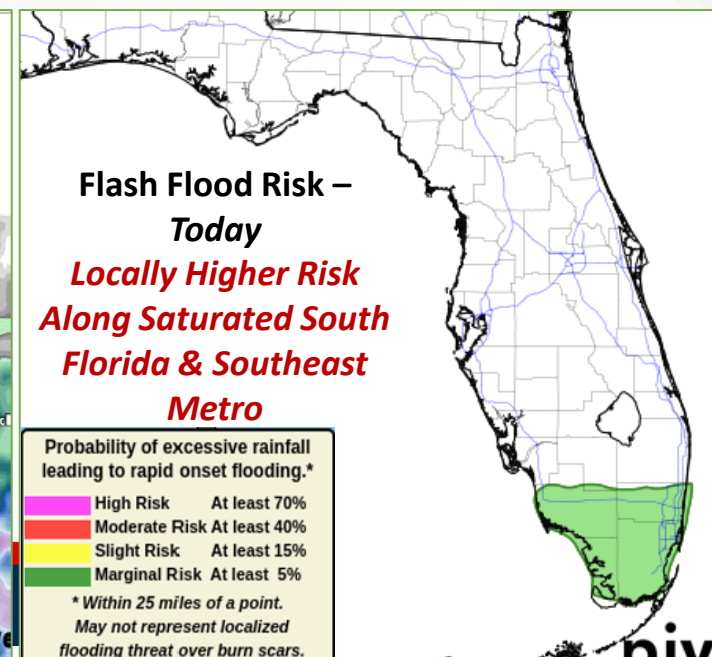 Flash Flood Risk –
Today
Locally Higher Risk
Along Saturated South
Florida & Southeast
Metro
Probability of excessive rainfall
leading to rapid onset flooding.*
High Risk At least 70%
Moderate Risk At least 40%
Slight Risk At least 15%
Marginal Risk At least 5%
* Within 25 miles of a point.
May not represent localized
flooding threat over burn scars.